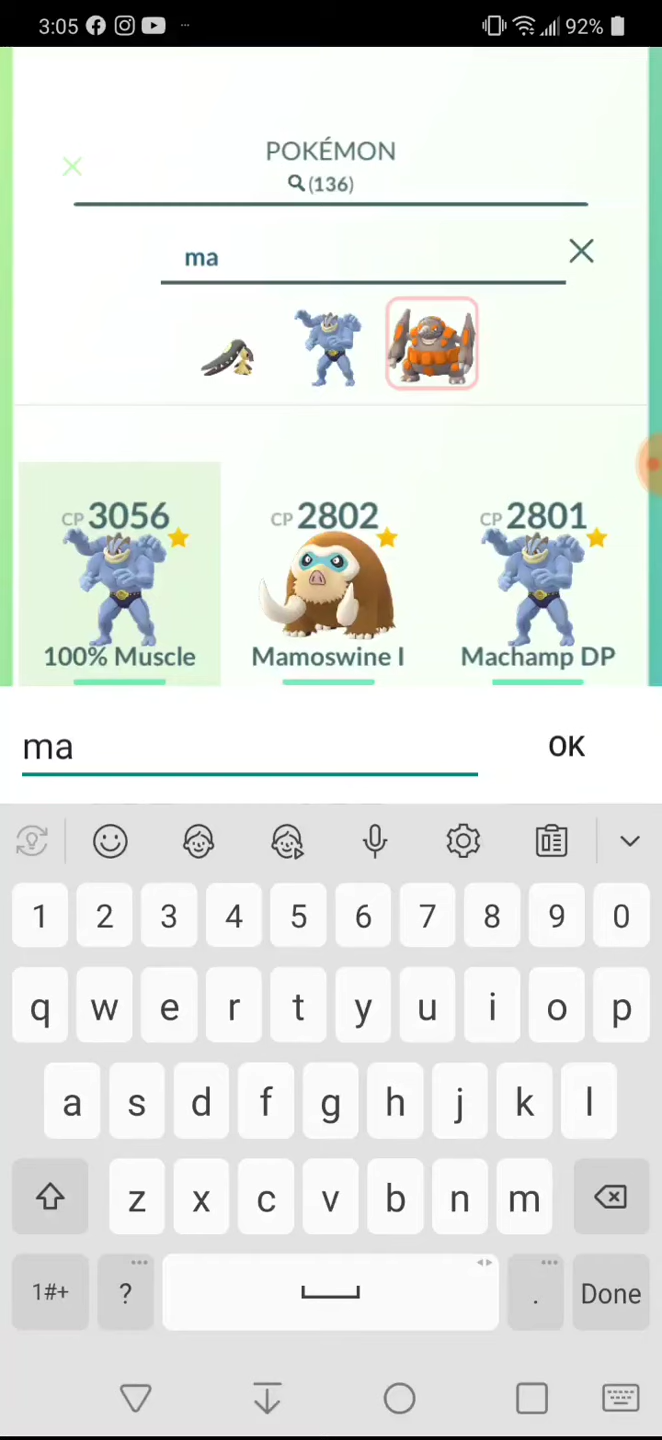 3:05 92%
POKÉMON
(136)
ma
CP 3056 CP 2802 CP 2801
100% Muscle Mamoswine I Machamp DP
ma OK
1 2 3 4 5 6 7 8 9 0
q w e r t y u i o p
a s d f g h j k l
z x c v b n m
1#+ ? . Done